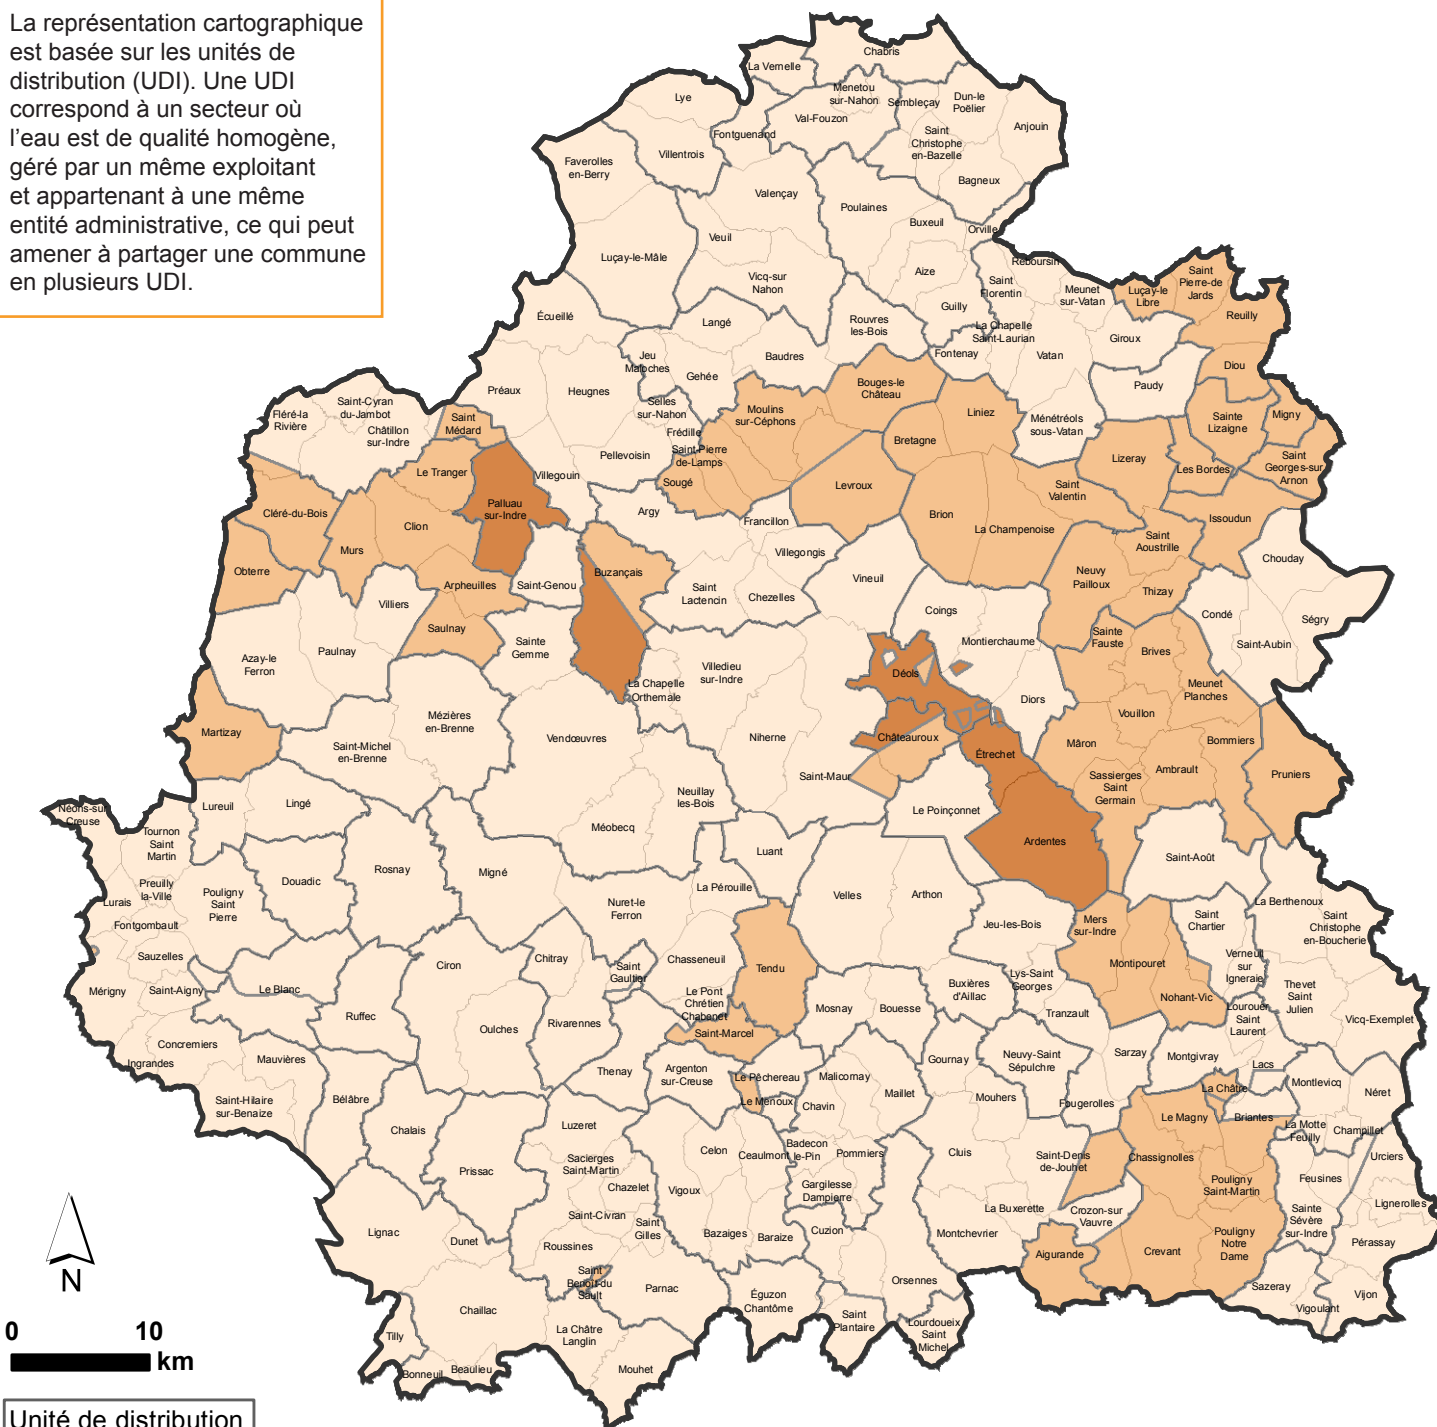 La représentation cartographique
est basée sur les unités de
distribution (UDI). Une UDI
correspond à un secteur où
l'eau est de qualité homogène,
géré par un même exploitant
et appartenant à une même
entité administrative, ce qui peut
amener à partager une commune
en plusieurs UDI.
Chabris
La Vernelle
Menetou
sur-Nahon
Sembleçay
Dun-le
Poëlier
Lye
Val-Fouzon
Anjouin
Fontguenand
Saint
Christophe
en-Bazelle
Villentrois
Faverolles
en-Berry
Bagneux
Valençay
Poulaines
Buxeuil
Orville
Veuil
Luçay-le-Mâle
Reboursin
Aize
Saint
Florentin
Vicq-sur
Nahon
Meunet
sur-Vatan
Luçay-le
Libre
Saint
Pierre-de
Jards
Guilly
Écueillé
Langé
Rouvres
les-Bois
La Chapelle
Saint-Laurian
Reuilly
Giroux
Fontenay
Vatan
Jeu
Maloches
Baudres
Diou
Gehée
Paudy
Préaux
Heugnes
Bouges-le
Château
Saint-Cyran
du-Jambot
Selles
sur-Nahon
Moulins
sur-Céphons
Liniez
Fléré-la
Rivière
Saint
Médard
Ménétréols
sous-Vatan
Sainte
Lizaigne
Migny
Châtillon
sur-Indre
Frédille
Bretagne
Saint-Pierre
de-Lamps
Pellevoisin
Lizeray
Les Bordes
Saint
Georges-sur
Arnon
Le Tranger
Villegouin
Sougé
Levroux
Saint
Valentin
Palluau
sur-Indre
Cléré-du-Bois
Argy
Brion
Issoudun
Clion
Francillon
La Champenoise
Murs
Villegongis
Saint
Aoustrille
Chouday
Obterre
Buzançais
Vineuil
Neuvy
Pailloux
Arpheuilles
Saint-Genou
Saint
Lactencin
Chezelles
Thizay
Villiers
Coings
Condé
Ségry
Saulnay
Sainte
Gemme
Montierchaume
Sainte
Fauste
Saint-Aubin
Azay-le
Ferron
Paulnay
Brives
Villedieu
sur-Indre
Déols
La Chapelle
Orthemale
Meunet
Planches
Diors
Mézières
en-Brenne
Vouillon
Martizay
Vendœuvres
Niherne
Châteauroux
Mâron
Bommiers
Saint-Michel
en-Brenne
Étrechet
Saint-Maur
Sassierges
Saint
Germain
Ambrault
Pruniers
Neuillay
les-Bois
Néons-sur
Creuse
Lureuil
Lingé
Le Poinçonnet
Méobecq
Tournon
Saint
Martin
Ardentes
Luant
Saint-Août
Rosnay
Migné
Douadic
Preuilly
la-Ville
La Pérouille
Velles
Arthon
Lurais
Pouligny
Saint
Pierre
Nuret-le
Ferron
La Berthenoux
Fontgombault
Jeu-les-Bois
Mers
sur-Indre
Saint
Chartier
Saint
Christophe
en-Boucherie
Sauzelles
Ciron
Chitray
Chasseneuil
Tendu
Montipouret
Verneuil
sur
Igneraie
Saint
Gaultier
Lys-Saint
Georges
Mérigny
Saint-Aigny
Le Blanc
Buxières
d'Aillac
Thevet
Saint
Julien
Le Pont
Chrétien
Chabenet
Nohant-Vic
Mosnay
Bouesse
Ruffec
Oulches
Rivarennes
Tranzault
Lourouer
Saint
Laurent
Vicq-Exemplet
Saint-Marcel
Concremiers
Ingrandes
Mauvières
Sarzay
Montgivray
Gournay
Neuvy-Saint
Sépulchre
Lacs
Thenay
Argenton
sur-Creuse
Le Pêchereau
Malicornay
La Châtre
Montlevicq
Saint-Hilaire
sur-Benaize
Bélâbre
Le Menoux
Chavin
Maillet
Mouhers
Fougerolles
Néret
Le Magny
Briantes
La Motte
Feuilly
Champillet
Chalais
Luzeret
Celon
Badecon
le-Pin
Ceaulmont
Pommiers
Cluis
Saint-Denis
de-Jouhet
Chassignolles
Urciers
Prissac
Sacierges
Saint-Martin
Chazelet
Vigoux
Gargilesse
Dampierre
Pouligny
Saint-Martin
Feusines
Lignerolles
La Buxerette
Crozon-sur
Vauvre
Saint-Civran
Saint
Gilles
Sainte
Sévère
sur-Indre
Lignac
Dunet
Bazaiges
Baraize
Cuzion
Montchevrier
Pouligny
Notre
Dame
Pérassay
Roussines
Aigurande
Crevant
Saint
Benoît-du
Sault
Parnac
Orsennes
Sazeray
Éguzon
Chantôme
Vijon
Vigoulant
Chaillac
Saint
Plantaire
Lourdoueix
Saint
Michel
La Châtre
Langlin
Tilly
Mouhet
Beaulieu
Bonneuil
N
0 10
km
Unité de distribution